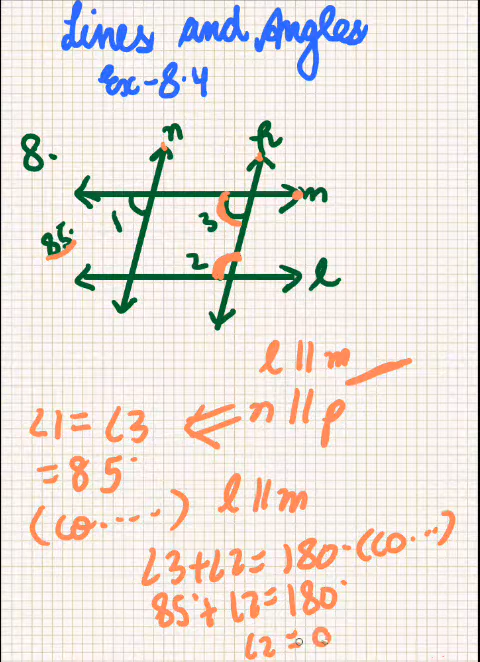 Lines and Angles
Ex-8.4
8.
n
p
m
1
3
85°
2
l
l || m
n || p
∠1 = ∠3
= 85°
(co----)
l || m
∠3+∠2 = 180° (co---)
85°+ ∠2 = 180°
∠2 = 0